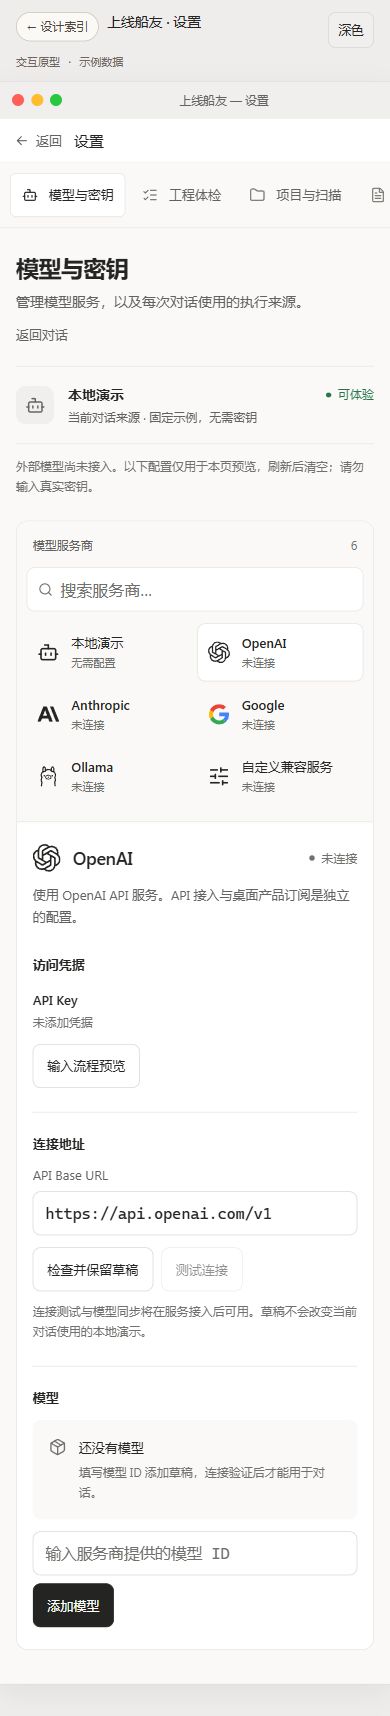 ← 设计索引
上线船友 · 设置
深色
交互原型 · 示例数据
上线船友 — 设置
← 返回 设置
模型与密钥
工程体检
项目与扫描
模型与密钥
管理模型服务，以及每次对话使用的执行来源。
返回对话
本地演示
可体验
当前对话来源 · 固定示例，无需密钥
外部模型尚未接入。以下配置仅用于本页预览，刷新后清空；请勿
输入真实密钥。
模型服务商
6
搜索服务商...
本地演示
无需配置
OpenAI
未连接
Anthropic
未连接
Google
未连接
Ollama
未连接
自定义兼容服务
未连接
OpenAI
未连接
使用 OpenAI API 服务。API 接入与桌面产品订阅是独立
的配置。
访问凭据
API Key
未添加凭据
输入流程预览
连接地址
API Base URL
https://api.openai.com/v1
检查并保留草稿
测试连接
连接测试与模型同步将在服务接入后可用。草稿不会改变当前
对话使用的本地演示。
模型
还没有模型
填写模型 ID 添加草稿，连接验证后才能用于对
话。
输入服务商提供的模型 ID
添加模型